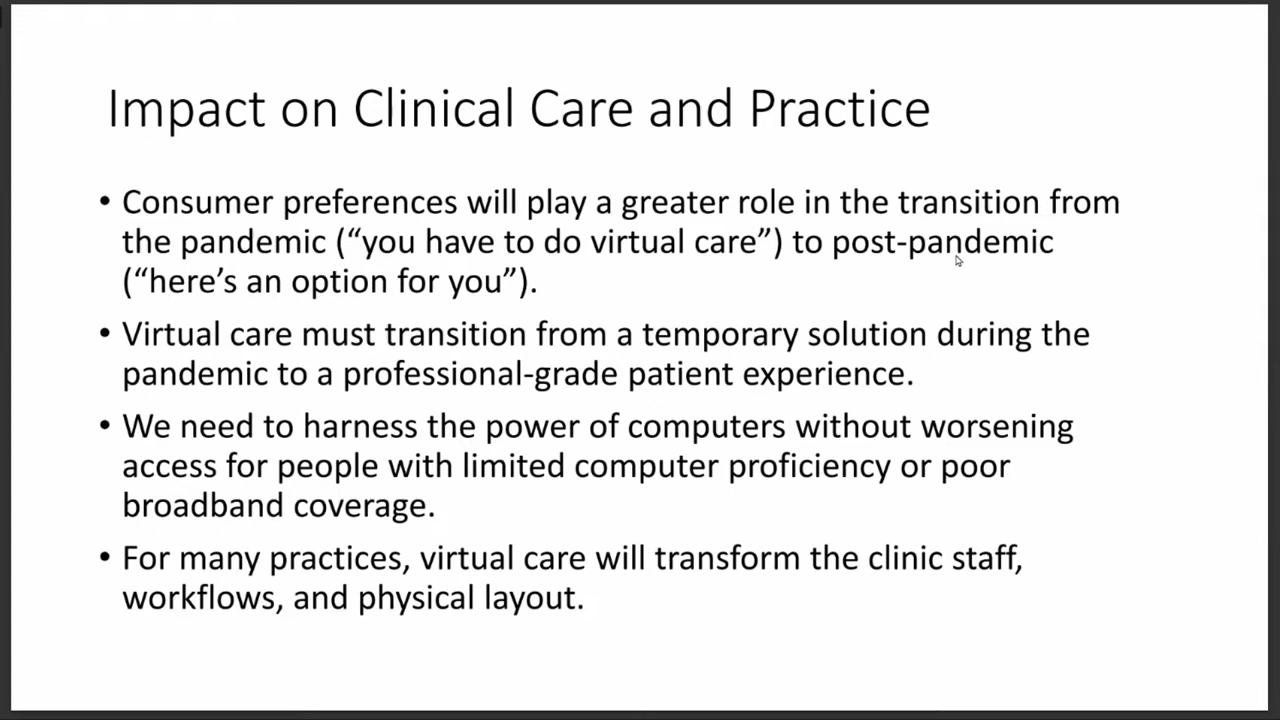 Impact on Clinical Care and Practice
• Consumer preferences will play a greater role in the transition from
the pandemic (“you have to do virtual care”) to post-pandemic
(“here’s an option for you”).
• Virtual care must transition from a temporary solution during the
pandemic to a professional-grade patient experience.
• We need to harness the power of computers without worsening
access for people with limited computer proficiency or poor
broadband coverage.
• For many practices, virtual care will transform the clinic staff,
workflows, and physical layout.